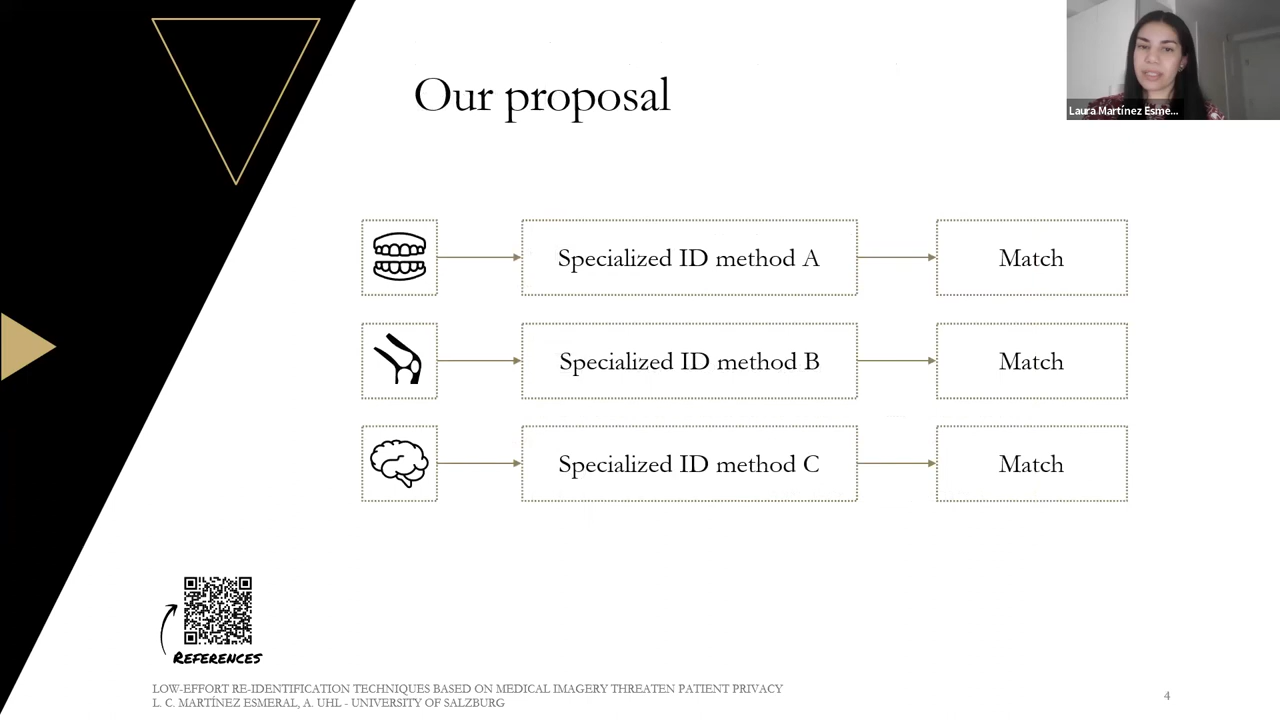 Our proposal
Laura Martínez Esme...
Specialized ID method A
Match
Specialized ID method B
Match
Specialized ID method C
Match
REFERENCES
LOW-EFFORT RE-IDENTIFICATION TECHNIQUES BASED ON MEDICAL IMAGERY THREATEN PATIENT PRIVACY
L. C. MARTÍNEZ ESMERAL, A. UHL - UNIVERSITY OF SALZBURG
4